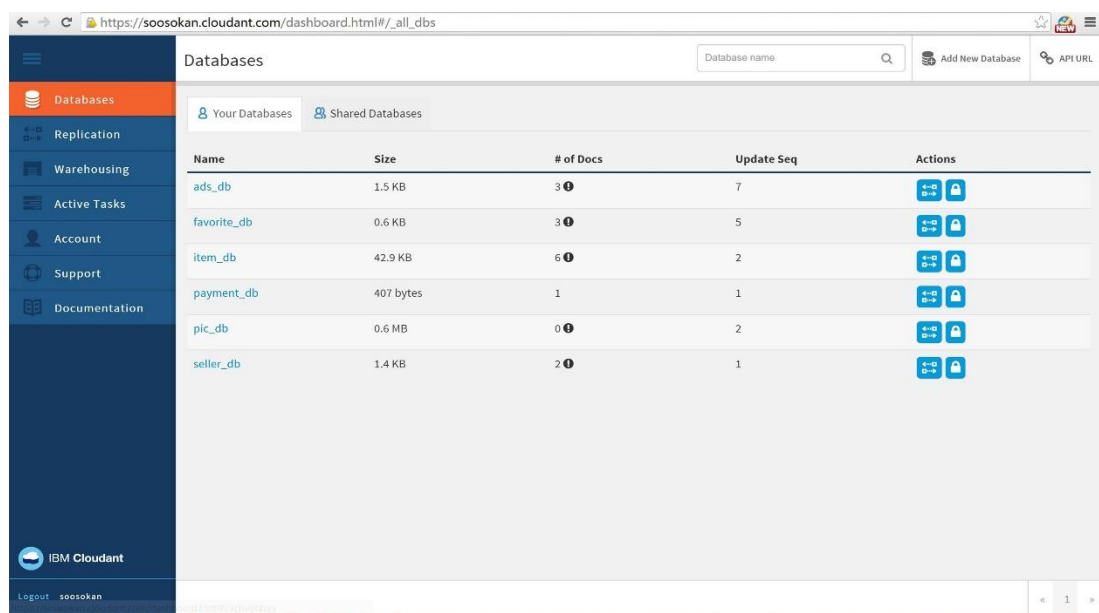 https://soosokan.cloudant.com/dashboard.html#/_all_dbs
NEW
Databases
Database name
Add New Database
API URL
Databases
Replication
Warehousing
Active Tasks
Account
Support
Documentation
Your Databases Shared Databases
Name Size # of Docs Update Seq Actions
ads_db 1.5 KB 3 7
favorite_db 0.6 KB 3 5
item_db 42.9 KB 6 2
payment_db 407 bytes 1 1
pic_db 0.6 MB 0 2
seller_db 1.4 KB 2 1
IBM Cloudant
Logout soosokan
« 1 »